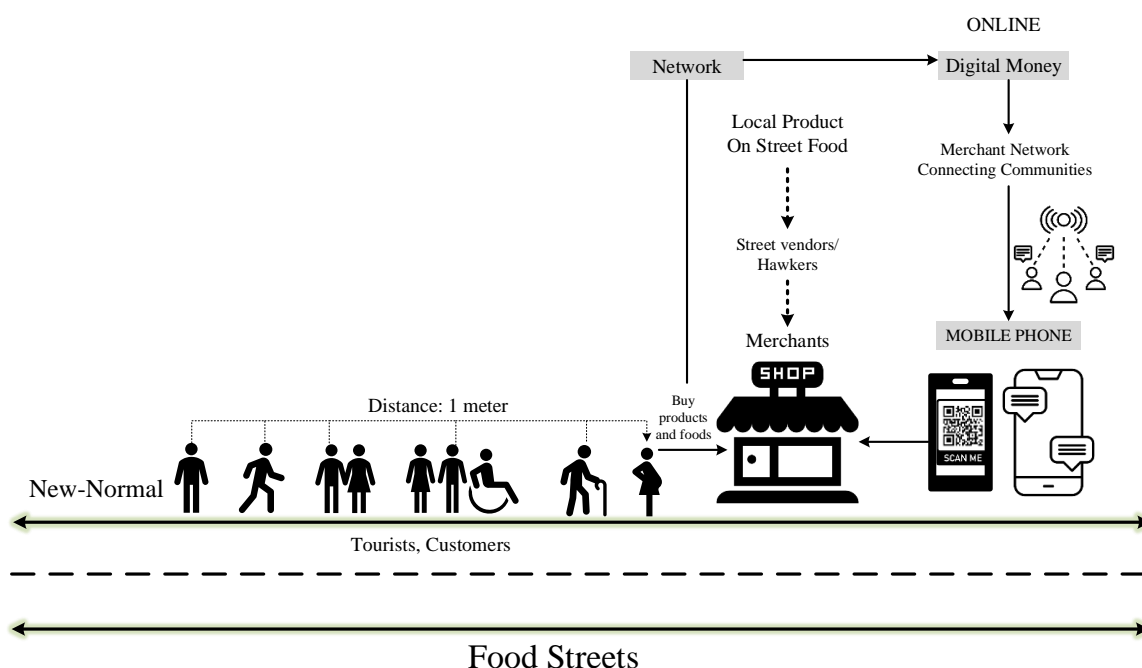 ONLINE
Network
Digital Money
Local Product
On Street Food
Merchant Network
Connecting Communities
Street vendors/
Hawkers
Merchants
MOBILE PHONE
SHOP
Distance: 1 meter
Buy
products
and foods
SCAN ME
New-Normal
Tourists, Customers
Food Streets